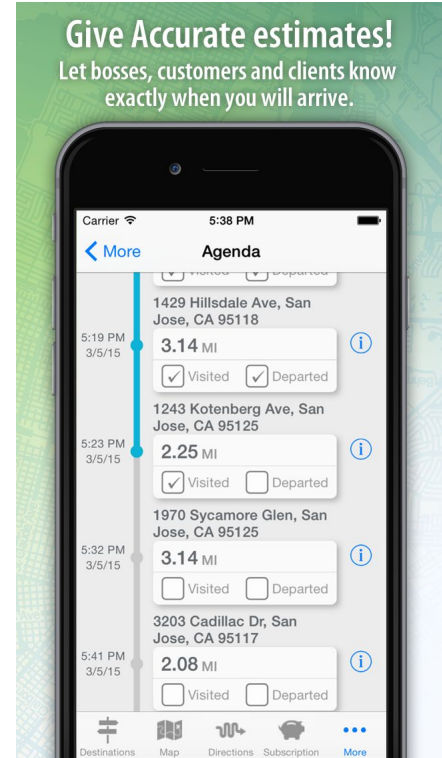 Give Accurate estimates!
Let bosses, customers and clients know
exactly when you will arrive.
Carrier 5:38 PM
More Agenda
Visited Departed
1429 Hillsdale Ave, San
Jose, CA 95118
5:19 PM
3/5/15
3.14 MI
Visited Departed
1243 Kotenberg Ave, San
Jose, CA 95125
5:23 PM
3/5/15
2.25 MI
Visited Departed
1970 Sycamore Glen, San
Jose, CA 95125
5:32 PM
3/5/15
3.14 MI
Visited Departed
3203 Cadillac Dr, San
Jose, CA 95117
5:41 PM
3/5/15
2.08 MI
Visited Departed
Destinations Map Directions Subscription More